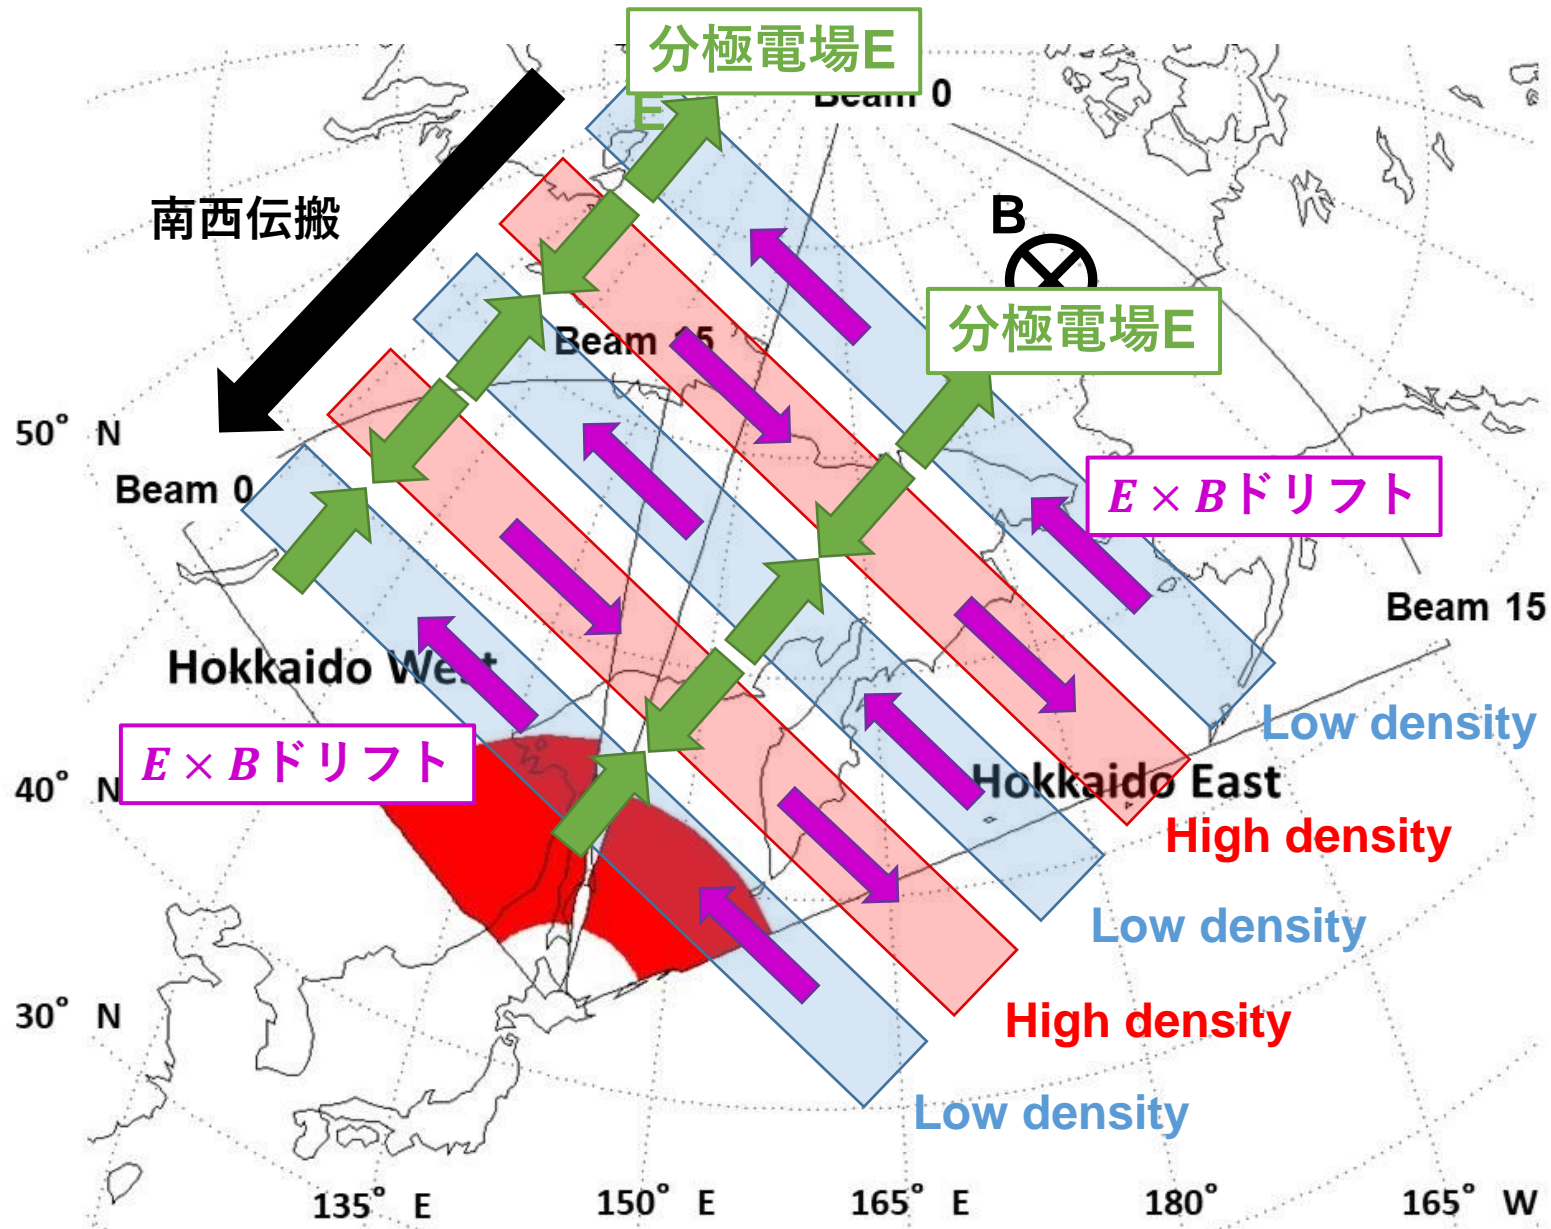 分極電場E
E
Beam 0
南西伝搬
B
分極電場E
Beam 15
50° N
Beam 0
E × Bドリフト
Beam 15
Hokkaido West
Low density
E × Bドリフト
40° N
Hokkaido East
High density
Low density
30° N
High density
Low density
135° E
150° E
165° E
180°
165° W